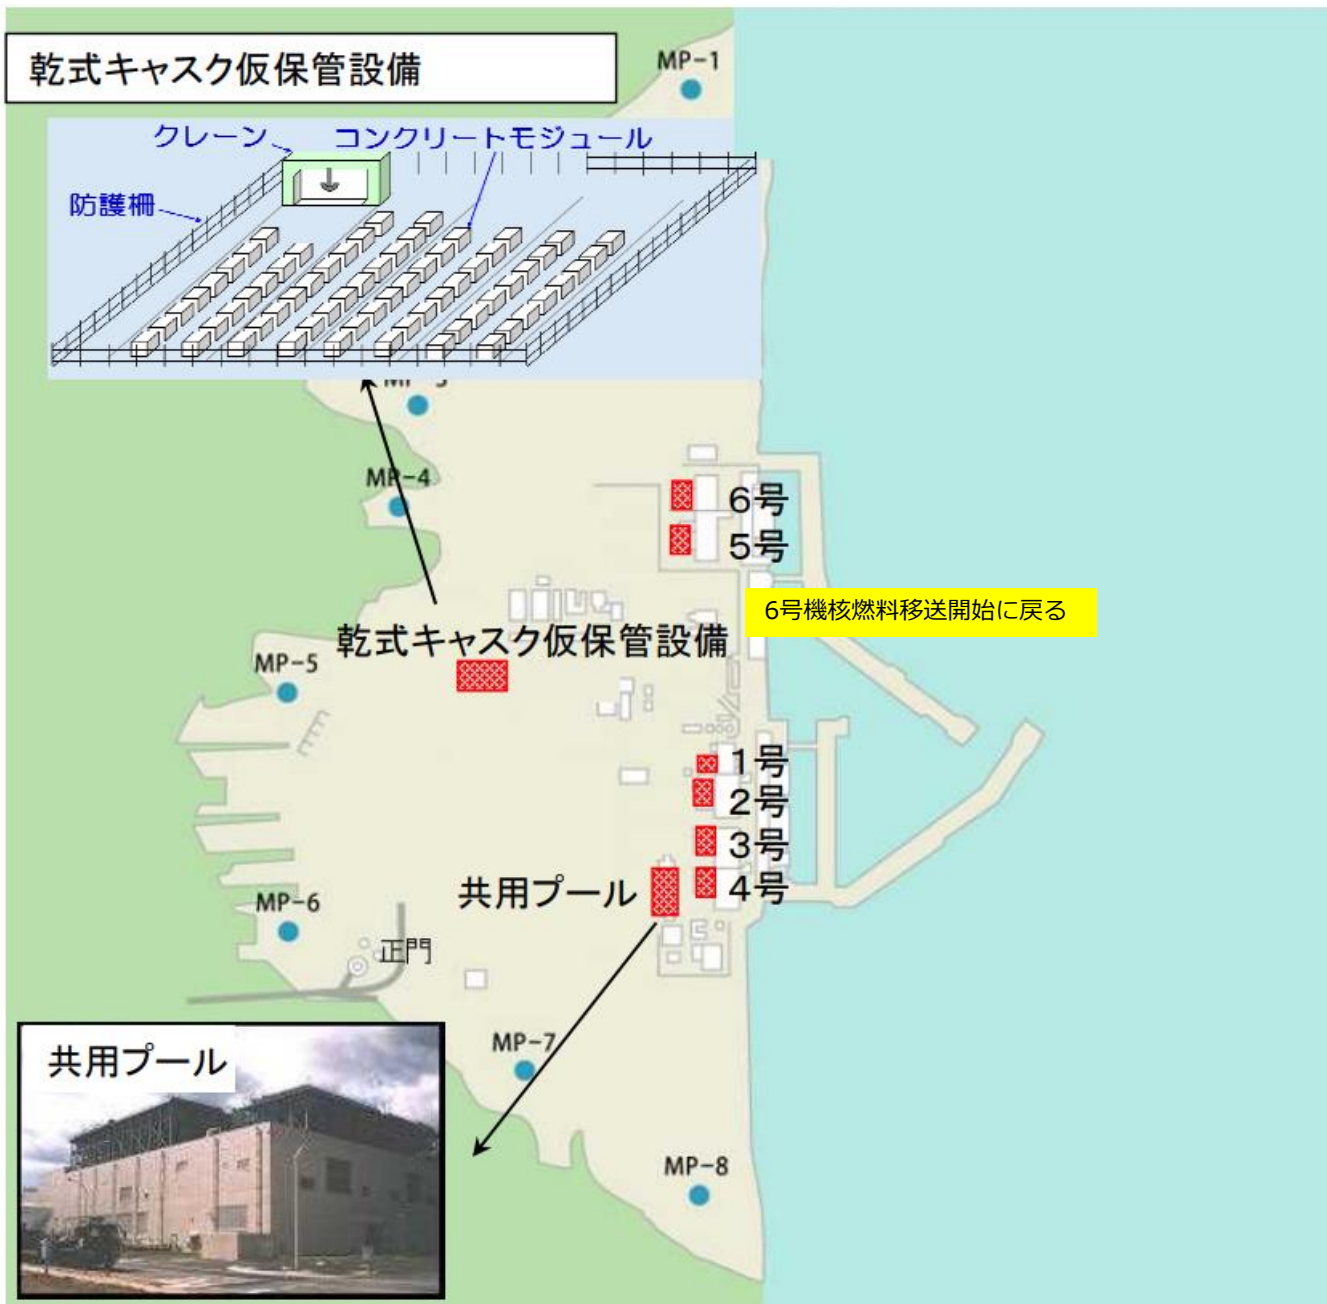 乾式キャスク仮保管設備
MP-1
クレーン
コンクリートモジュール
防護柵
MP-4
6号
5号
6号機核燃料移送開始に戻る
乾式キャスク仮保管設備
MP-5
1号
2号
3号
共用プール
4号
MP-6
正門
MP-7
共用プール
MP-8